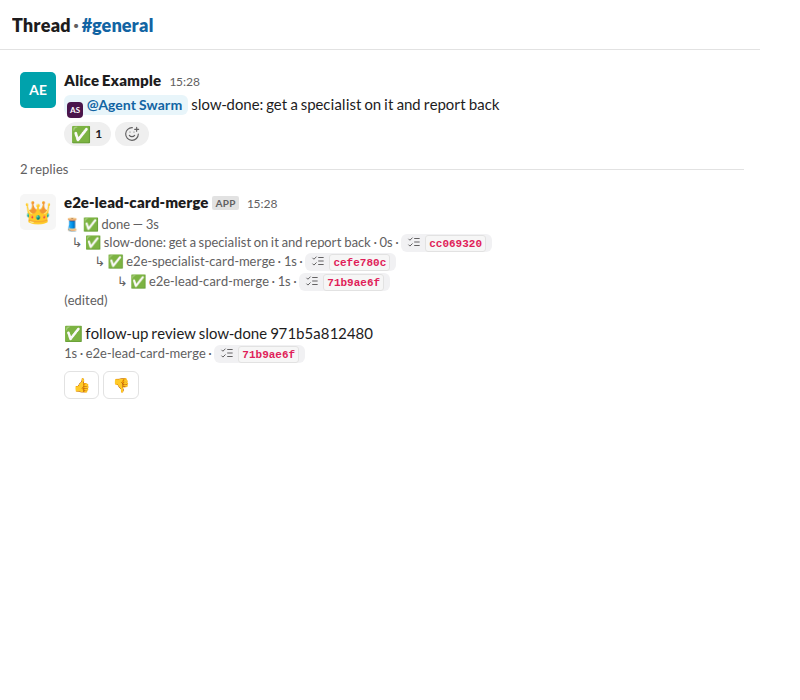 Thread • #general
AE
Alice Example 15:28
AS @Agent Swarm slow-done: get a specialist on it and report back
✅ 1
2 replies
e2e-lead-card-merge APP 15:28
🧵 ✅ done — 3s
↳ ✅ slow-done: get a specialist on it and report back · 0s · cc069320
↳ ✅ e2e-specialist-card-merge · 1s · cefe780c
↳ ✅ e2e-lead-card-merge · 1s · 71b9ae6f
(edited)
✅ follow-up review slow-done 971b5a812480
1s · e2e-lead-card-merge · 71b9ae6f